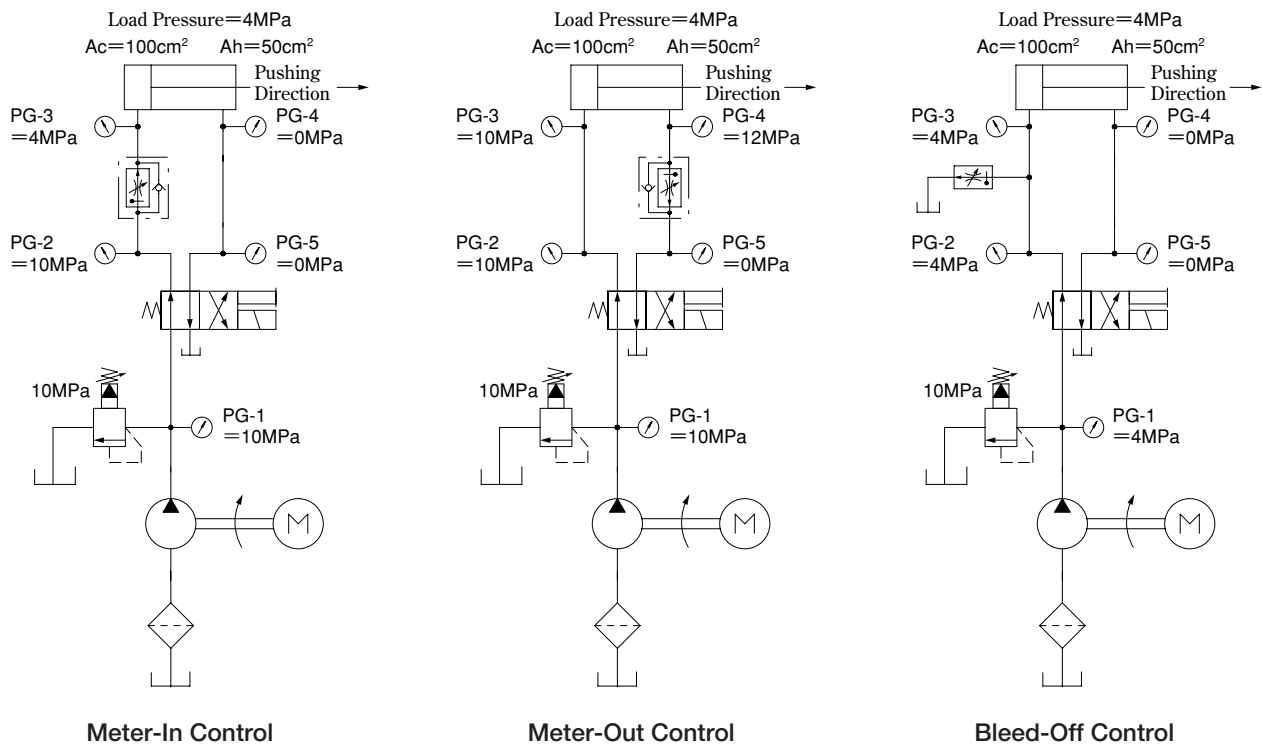 Load Pressure＝4MPa
Ac＝100cm² Ah＝50cm²
Pushing
Direction
PG-3
＝4MPa
PG-4
＝0MPa
PG-2
＝10MPa
PG-5
＝0MPa
10MPa
PG-1
＝10MPa
M
Meter-In Control
Load Pressure＝4MPa
Ac＝100cm² Ah＝50cm²
Pushing
Direction
PG-3
＝10MPa
PG-4
＝12MPa
PG-2
＝10MPa
PG-5
＝0MPa
10MPa
PG-1
＝10MPa
M
Meter-Out Control
Load Pressure＝4MPa
Ac＝100cm² Ah＝50cm²
Pushing
Direction
PG-3
＝4MPa
PG-4
＝0MPa
PG-2
＝4MPa
PG-5
＝0MPa
10MPa
PG-1
＝4MPa
M
Bleed-Off Control